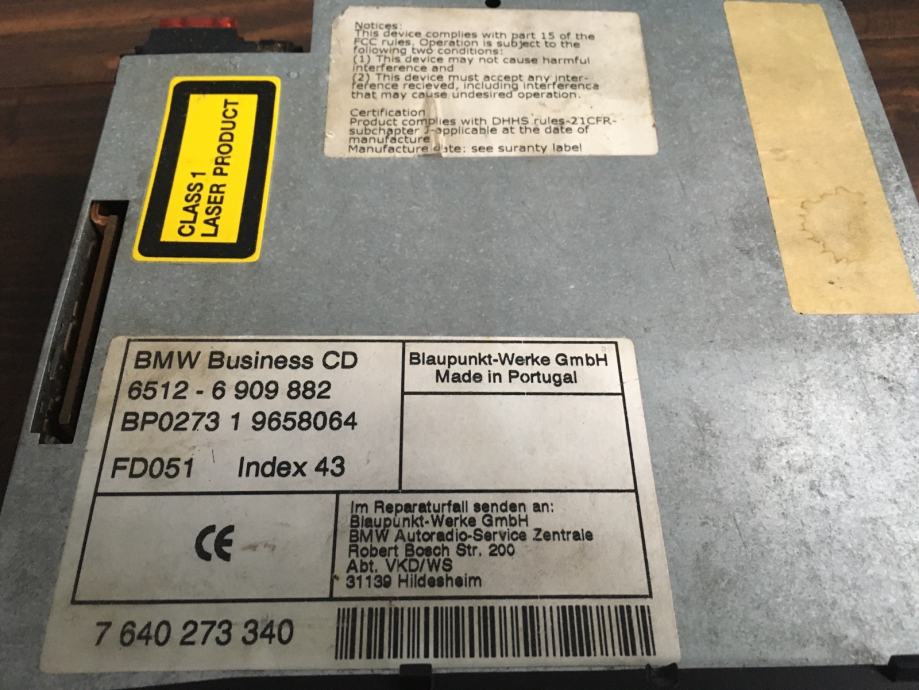 Notices:
This device complies with part 15 of the
FCC rules. Operation is subject to the
following two conditions:
(1) This device may not cause harmful
interference and
(2) This device must accept any inter-
ference recieved, including interference
that may cause undesired operation.
Certification
Product complies with DHHS rules-21CFR-
subchapter J-applicable at the date of
manufacture
Manufacture date: see suranty label
CLASS 1
LASER PRODUCT
BMW Business CD
6512 - 6 909 882
BP0273 1 9658064
FD051 Index 43
Blaupunkt-Werke GmbH
Made in Portugal
CE
Im Reparaturfall senden an:
Blaupunkt-Werke GmbH
BMW Autoradio-Service Zentrale
Robert Bosch Str. 200
Abt. VKD/WS
31139 Hildesheim
7 640 273 340